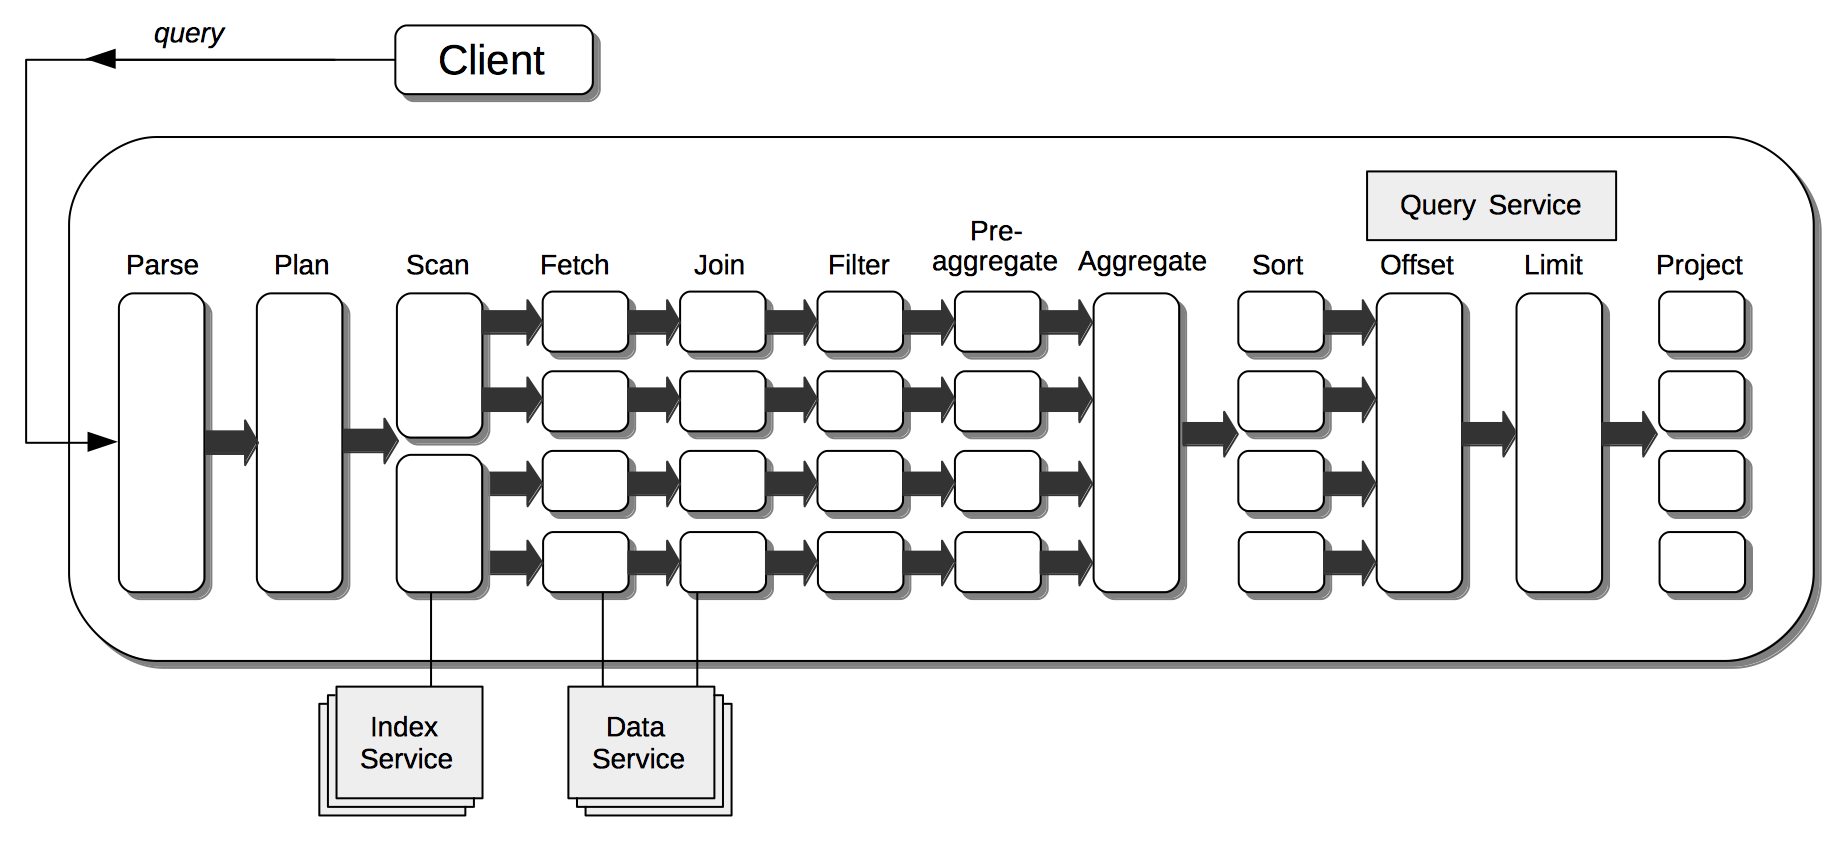 query
Client
Query Service
Parse
Plan
Scan
Fetch
Join
Filter
Pre-
aggregate
Aggregate
Sort
Offset
Limit
Project
Index
Service
Data
Service